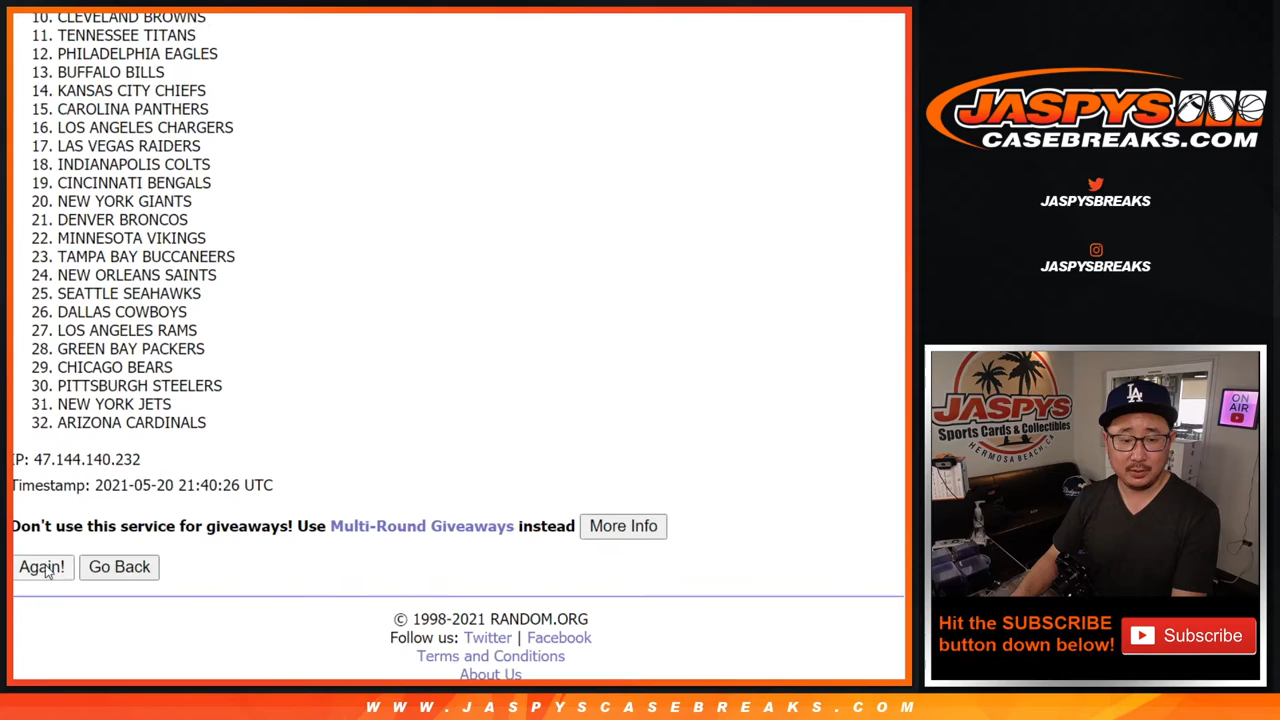 10. CLEVELAND BROWNS
11. TENNESSEE TITANS
12. PHILADELPHIA EAGLES
13. BUFFALO BILLS
14. KANSAS CITY CHIEFS
15. CAROLINA PANTHERS
16. LOS ANGELES CHARGERS
17. LAS VEGAS RAIDERS
18. INDIANAPOLIS COLTS
19. CINCINNATI BENGALS
20. NEW YORK GIANTS
21. DENVER BRONCOS
22. MINNESOTA VIKINGS
23. TAMPA BAY BUCCANEERS
24. NEW ORLEANS SAINTS
25. SEATTLE SEAHAWKS
26. DALLAS COWBOYS
27. LOS ANGELES RAMS
28. GREEN BAY PACKERS
29. CHICAGO BEARS
30. PITTSBURGH STEELERS
31. NEW YORK JETS
32. ARIZONA CARDINALS
IP: 47.144.140.232
Timestamp: 2021-05-20 21:40:26 UTC
Don't use this service for giveaways! Use Multi-Round Giveaways instead More Info
Again! Go Back
© 1998-2021 RANDOM.ORG
Follow us: Twitter | Facebook
Terms and Conditions
About Us
JASPYS
CASEBREAKS.COM
JASPYSBREAKS
JASPYSBREAKS
JASPYS
Sports Cards & Collectibles
HERMOSA BEACH, CA
LA
ON
AIR
Hit the SUBSCRIBE
button down below!
Subscribe
WWW.JASPYSCASEBREAKS.COM